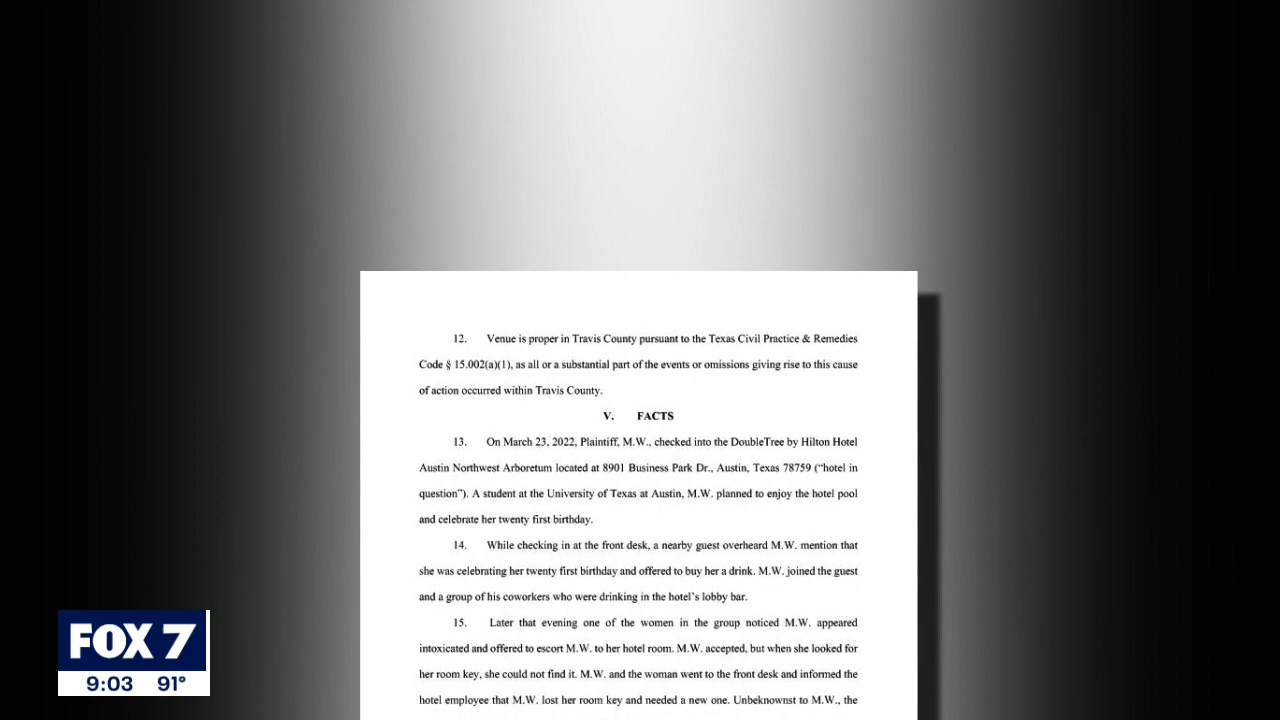 12. Venue is proper in Travis County pursuant to the Texas Civil Practice & Remedies
Code § 15.002(a)(1), as all or a substantial part of the events or omissions giving rise to this cause
of action occurred within Travis County.
V. FACTS
13. On March 23, 2022, Plaintiff, M.W., checked into the DoubleTree by Hilton Hotel
Austin Northwest Arboretum located at 8901 Business Park Dr., Austin, Texas 78759 (“hotel in
question”). A student at the University of Texas at Austin, M.W. planned to enjoy the hotel pool
and celebrate her twenty first birthday.
14. While checking in at the front desk, a nearby guest overheard M.W. mention that
she was celebrating her twenty first birthday and offered to buy her a drink. M.W. joined the guest
and a group of his coworkers who were drinking in the hotel’s lobby bar.
15. Later that evening one of the women in the group noticed M.W. appeared
intoxicated and offered to escort M.W. to her hotel room. M.W. accepted, but when she looked for
her room key, she could not find it. M.W. and the woman went to the front desk and informed the
hotel employee that M.W. lost her room key and needed a new one. Unbeknownst to M.W., the
FOX 7
9:03 91°